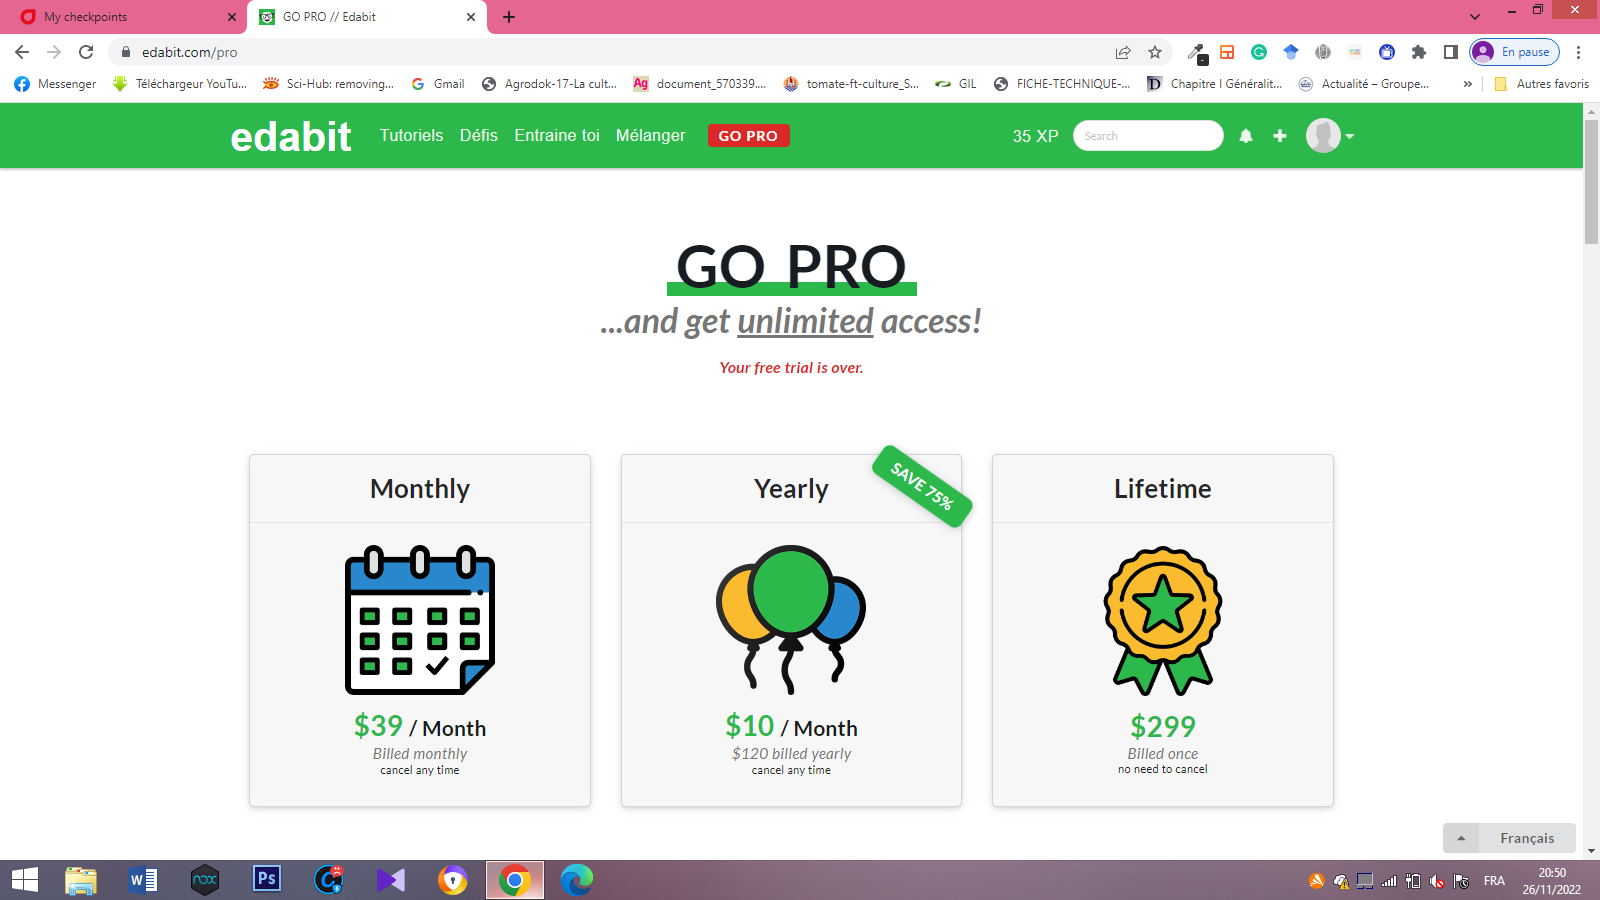 My checkpoints
GO PRO // Edabit
edabit.com/pro
En pause
Messenger
Téléchargeur YouTu...
Sci-Hub: removing...
Gmail
Agrodok-17-La cult...
Ag
document_570339....
tomate-ft-culture_S...
GIL
FICHE-TECHNIQUE-...
D
Chapitre I Généralit...
Actualité – Groupe...
»
Autres favoris
edabit
Tutoriels
Défis
Entraine toi
Mélanger
GO PRO
35 XP
Search
GO PRO
...and get unlimited access!
Your free trial is over.
Monthly
$39 / Month
Billed monthly
cancel any time
Yearly
SAVE 75%
$10 / Month
$120 billed yearly
cancel any time
Lifetime
$299
Billed once
no need to cancel
Français
W
nox
Ps
FRA
20:50
26/11/2022